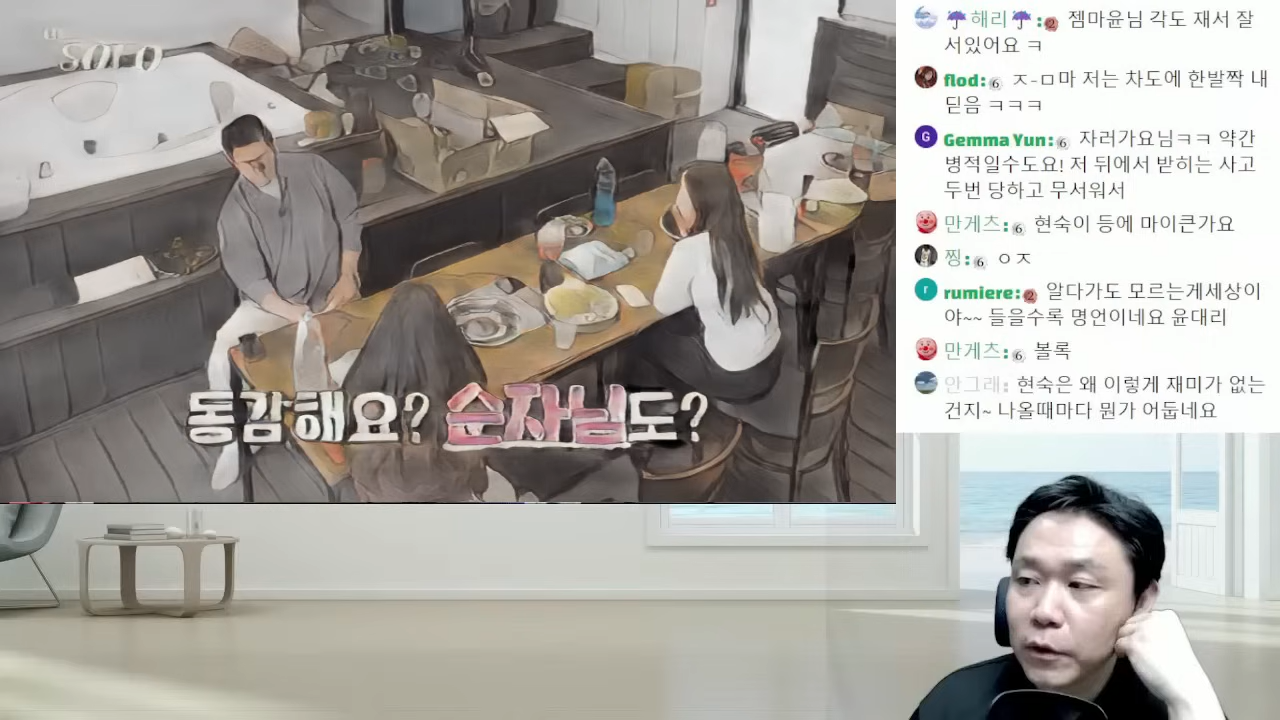 SOLO
동감해요? 순자님도?
☂해리☂: 젬마윤님 각도 재서 잘
서있어요 ㅋ
flod: ㅈ-ㅁ마 저는 차도에 한발짝 내
딛음 ㅋㅋㅋ
Gemma Yun: 자러가요님ㅋㅋ 약간
병적일수도요! 저 뒤에서 받히는 사고
두번 당하고 무서워서
만게츠: 현숙이 등에 마이큰가요
찡: ㅇㅈ
rumiere: 알다가도 모르는게세상이
야~~ 들을수록 명언이네요 윤대리
만게츠: 볼록
안그래: 현숙은 왜 이렇게 재미가 없는
건지~ 나올때마다 뭔가 어둡네요